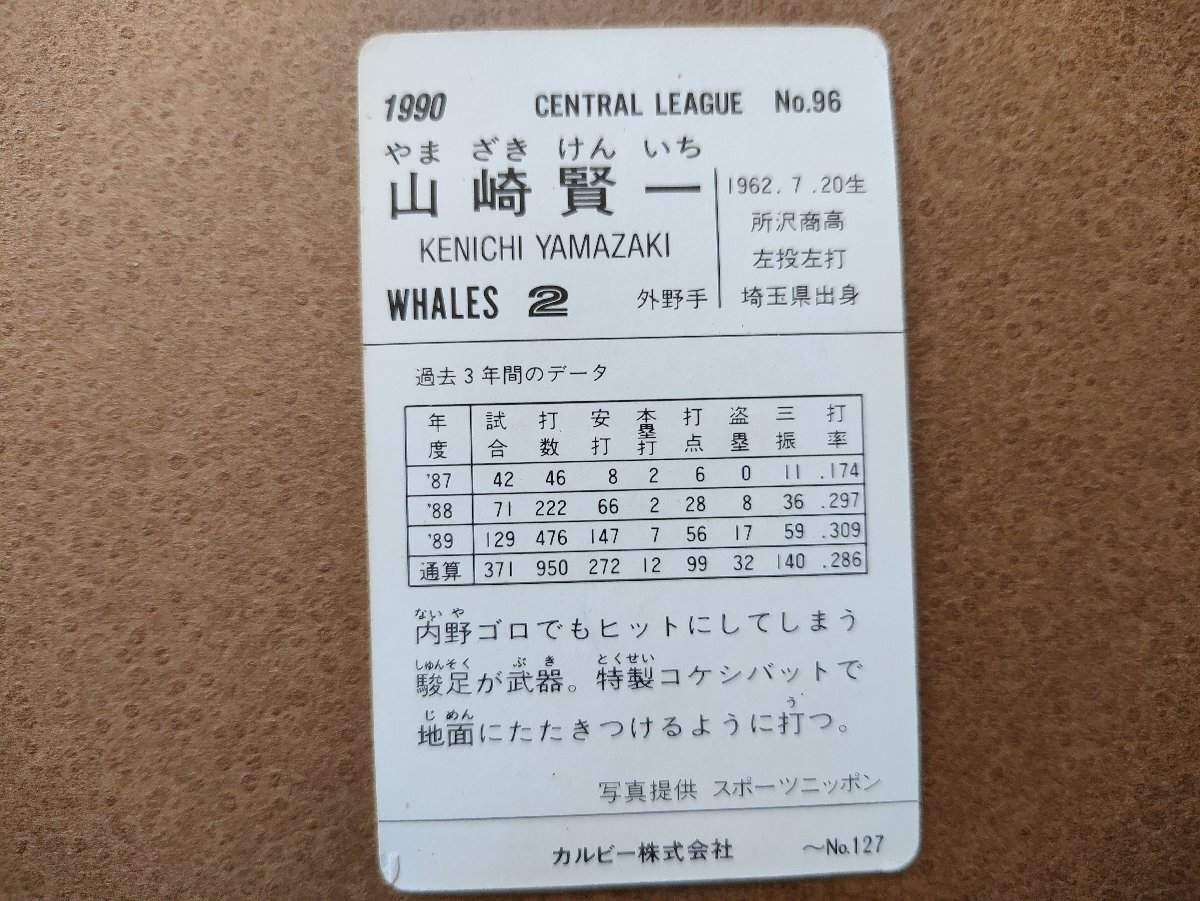 1990 CENTRAL LEAGUE No.96
やま ざき けん いち
山崎賢一
KENICHI YAMAZAKI
WHALES 2 外野手
1962.7.20生
所沢商高
左投左打
埼玉県出身
過去3年間のデータ
年度 試合 打数 安打 本塁打 打点 盗塁 三振 打率
'87 42 46 8 2 6 0 11 .174
'88 71 222 66 2 28 8 36 .297
'89 129 476 147 7 56 17 59 .309
通算 371 950 272 12 99 32 140 .286
ないや
内野ゴロでもヒットにしてしまう
しゅんそく ぶき とくせい
駿足が武器。特製コケシバットで
じめん う
地面にたたきつけるように打つ。
写真提供 スポーツニッポン
カルビー株式会社 〜No.127